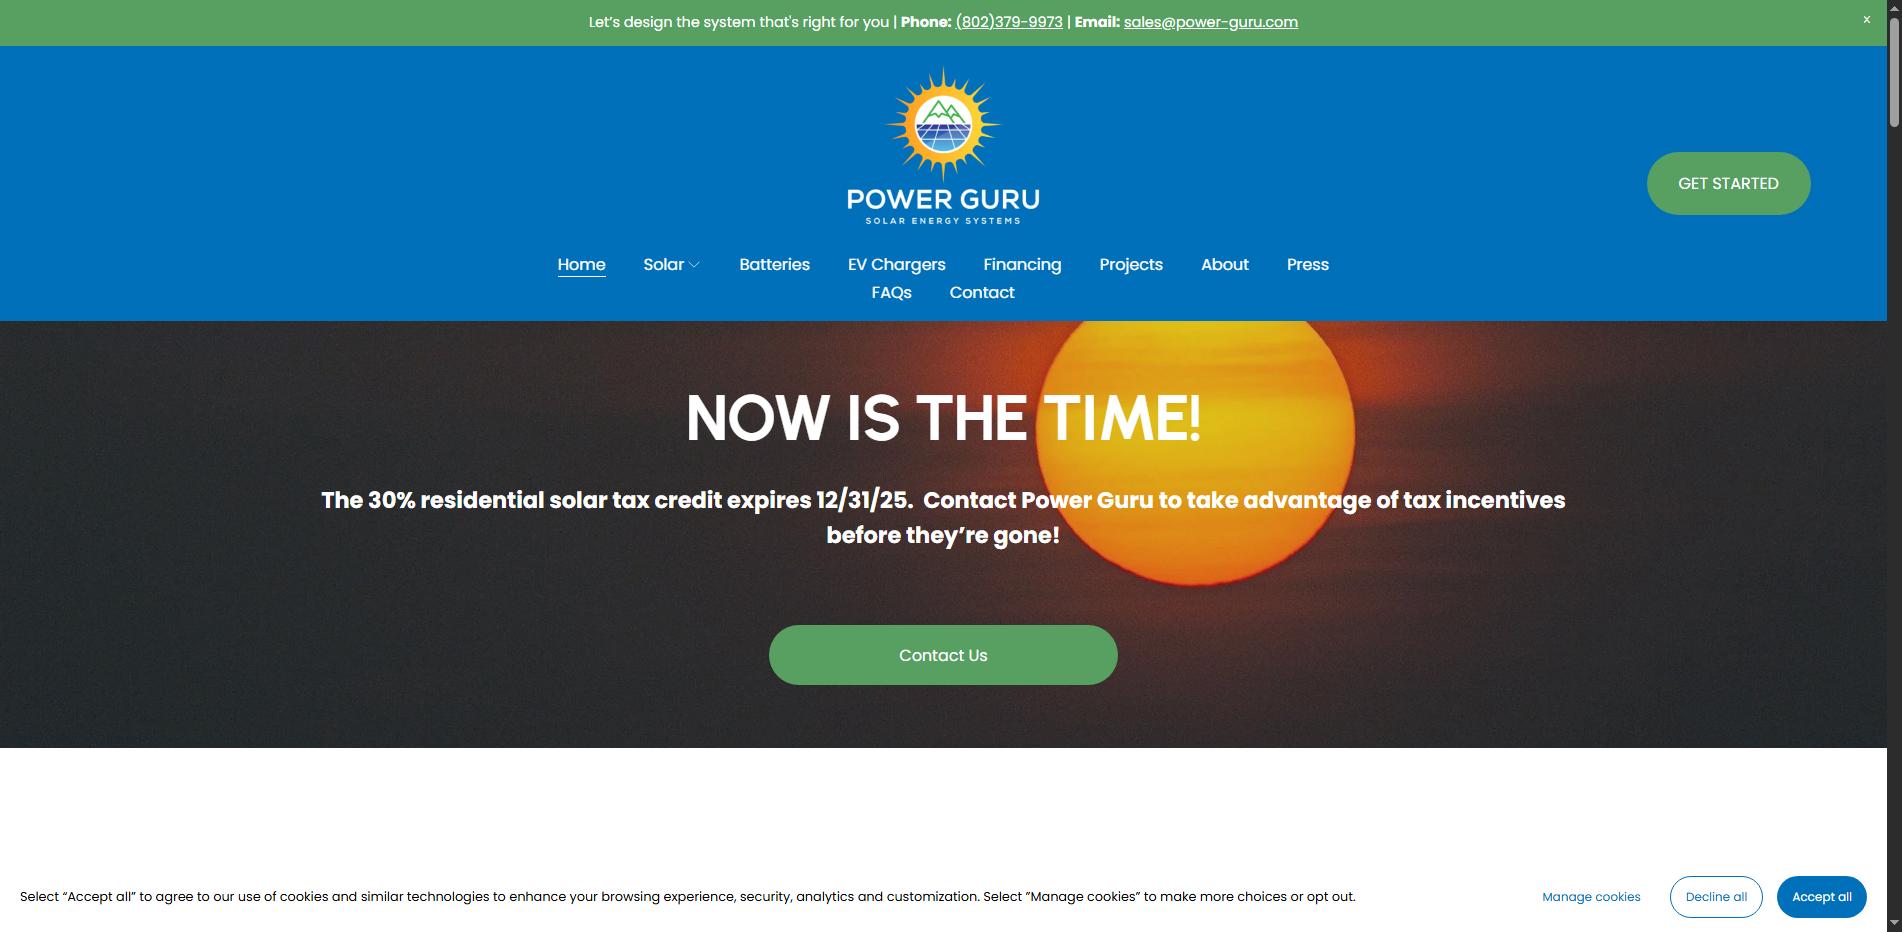 Let’s design the system that's right for you | Phone: (802)379-9973 | Email: sales@power-guru.com
×
POWER GURU
SOLAR ENERGY SYSTEMS
GET STARTED
Home Solar Batteries EV Chargers Financing Projects About Press
FAQs Contact
NOW IS THE TIME!
The 30% residential solar tax credit expires 12/31/25. Contact Power Guru to take advantage of tax incentives
before they’re gone!
Contact Us
Select “Accept all” to agree to our use of cookies and similar technologies to enhance your browsing experience, security, analytics and customization. Select “Manage cookies” to make more choices or opt out.
Manage cookies
Decline all
Accept all